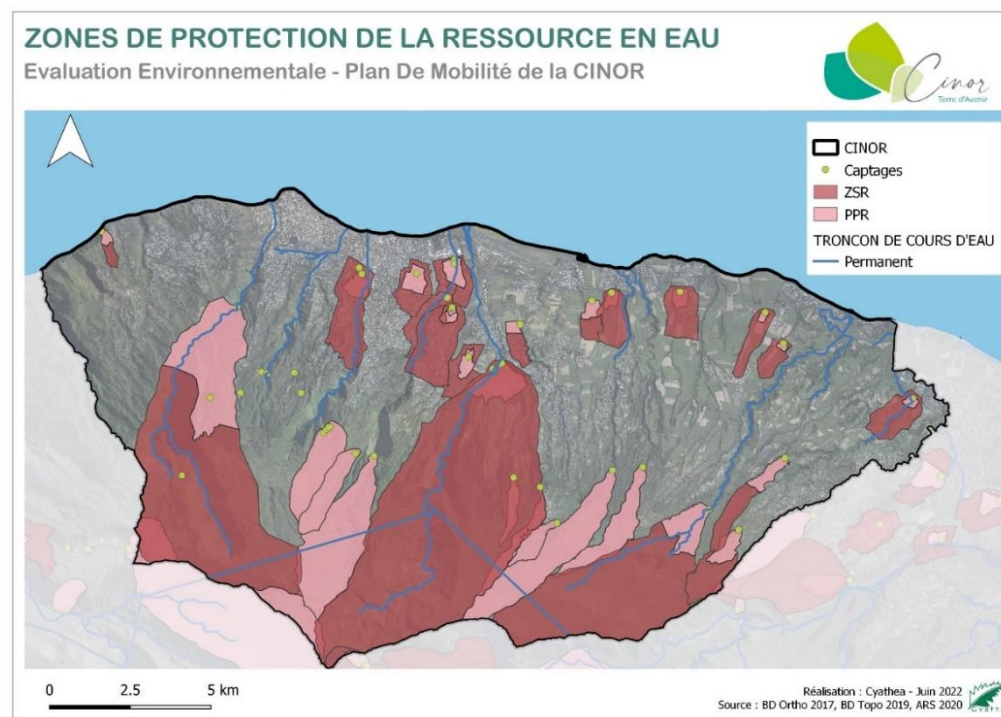 ZONES DE PROTECTION DE LA RESSOURCE EN EAU
Evaluation Environnementale - Plan De Mobilité de la CINOR
Cinor
Terre d'Avenir
CINOR
Captages
ZSR
PPR
TRONCON DE COURS D'EAU
Permanent
0 2.5 5 km
Réalisation : Cyathea - Juin 2022
Source : BD Ortho 2017, BD Topo 2019, ARS 2020